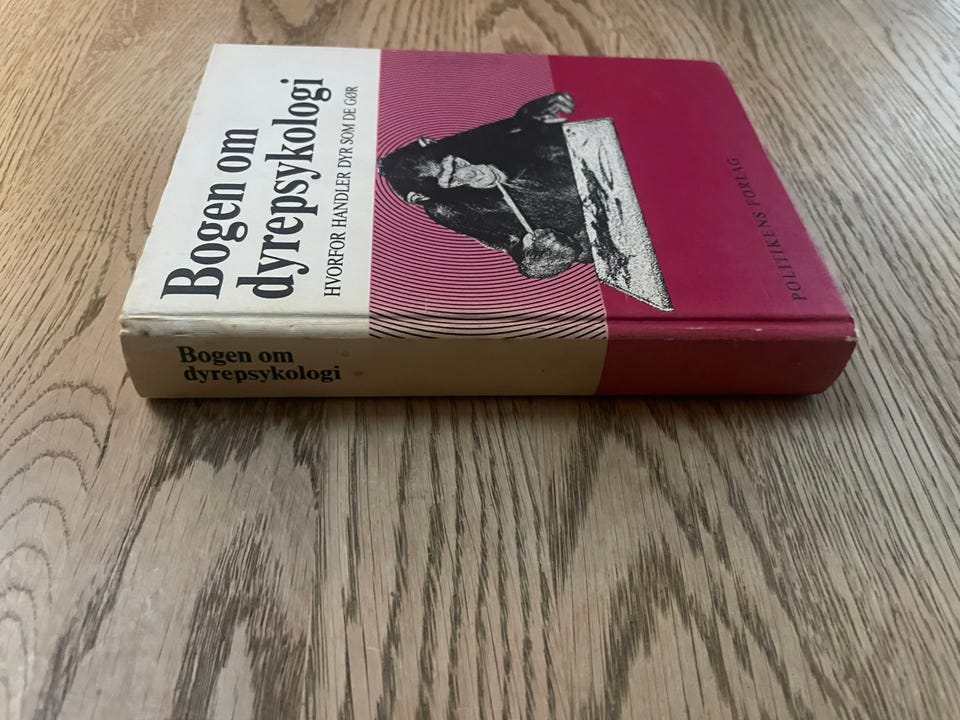 Bogen om
dyrepsykologi
HVORFOR HANDLER DYR SOM DE GØR
POLITIKENS FORLAG
Bogen om
dyrepsykologi